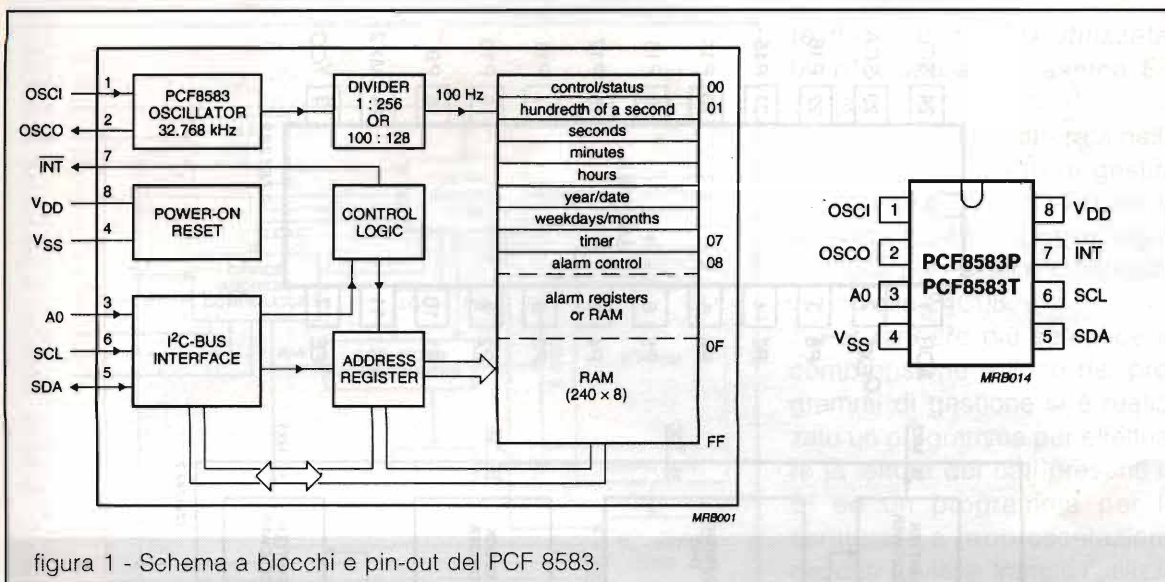 OSCI
1
OSCO
2
INT
7
V_DD
8
V_SS
4
A0
3
SCL
6
SDA
5
PCF8583
OSCILLATOR
32.768 kHz
DIVIDER
1 : 256
OR
100 : 128
100 Hz
POWER-ON
RESET
CONTROL
LOGIC
I²C-BUS
INTERFACE
ADDRESS
REGISTER
control/status 00
hundredth of a second 01
seconds
minutes
hours
year/date
weekdays/months
timer 07
alarm control 08
alarm registers
or RAM
0F
RAM
(240 × 8)
FF
MRB001
OSCI 1
OSCO 2
A0 3
V_SS 4
PCF8583P
PCF8583T
8 V_DD
7 INT
6 SCL
5 SDA
MRB014
figura 1 - Schema a blocchi e pin-out del PCF 8583.